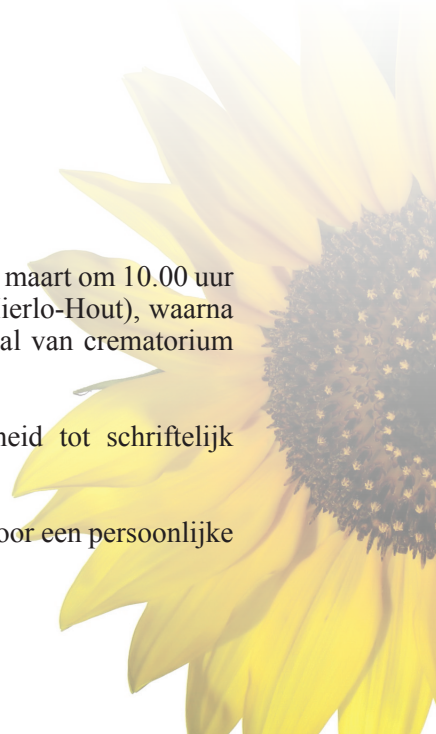 maart om 10.00 uur
ierlo-Hout), waarna
al van crematorium
heid tot schriftelijk
oor een persoonlijke